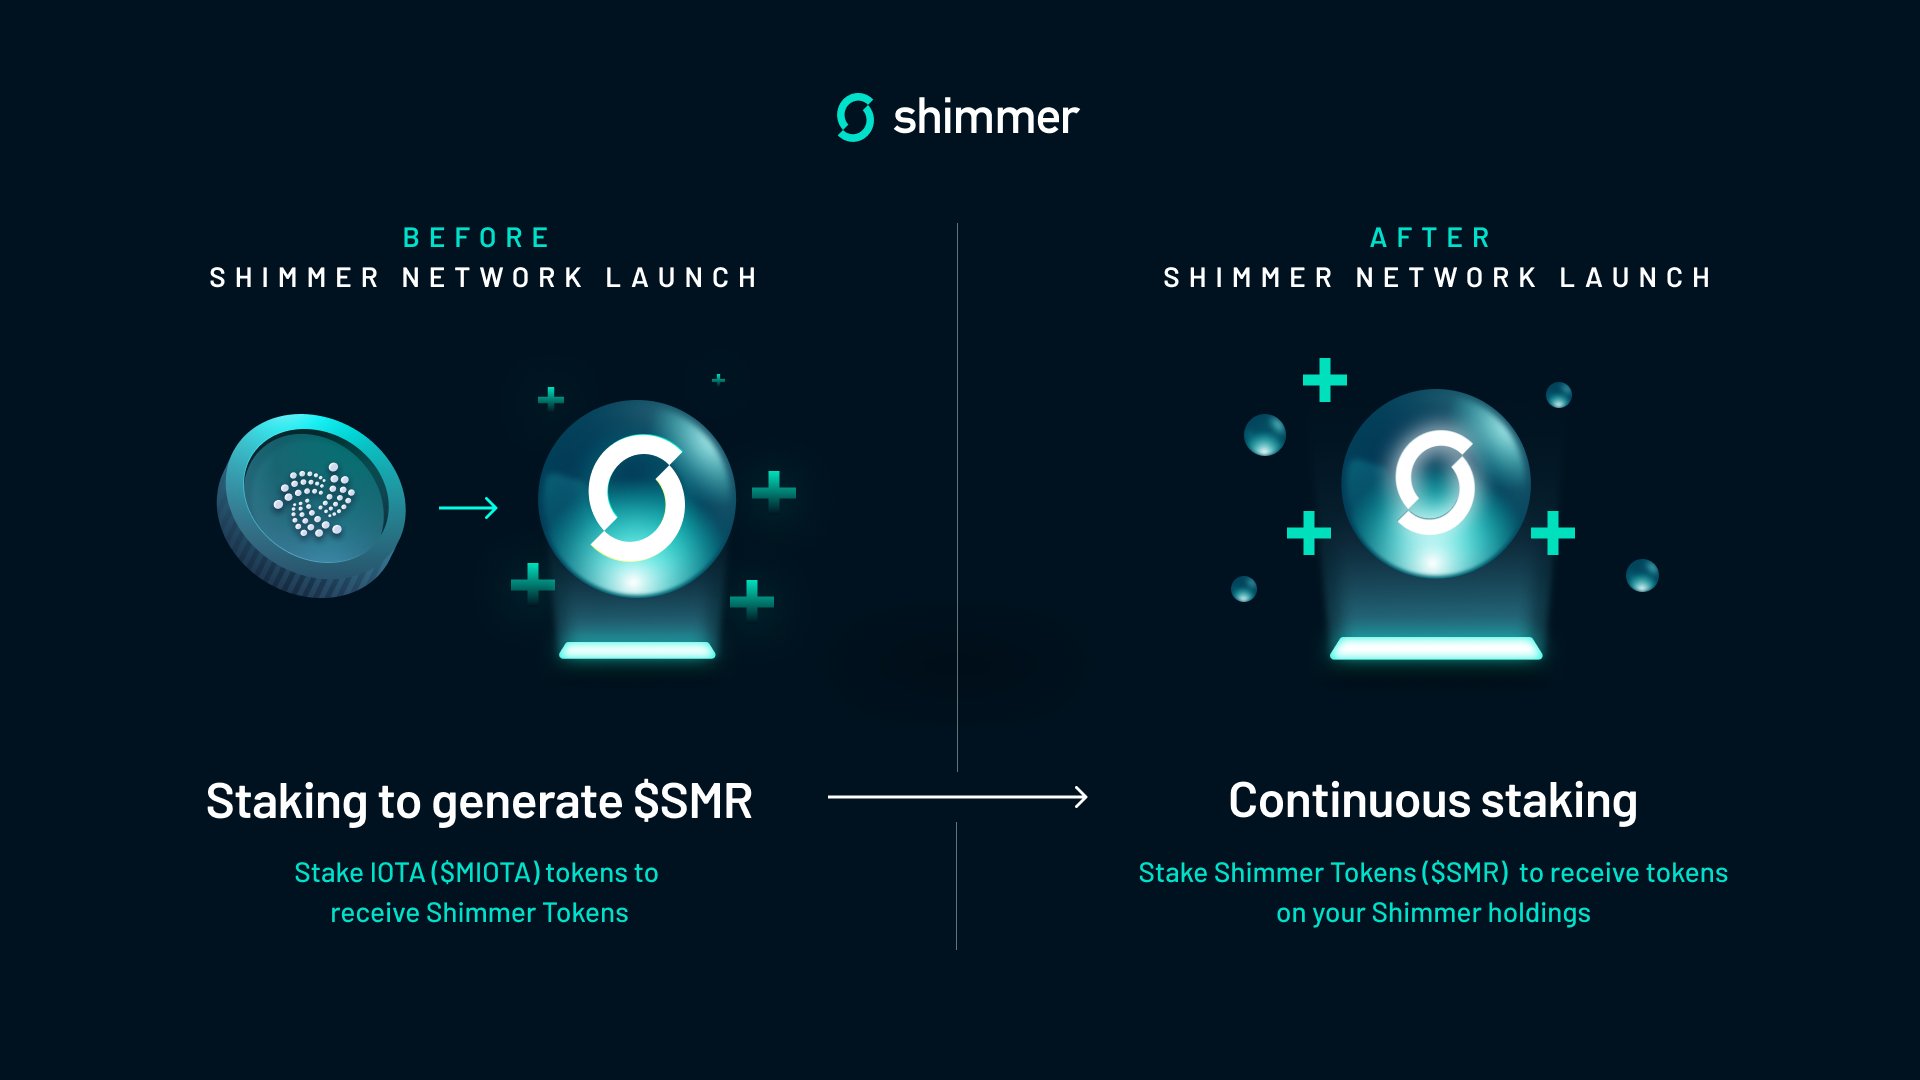 shimmer
BEFORE
SHIMMER NETWORK LAUNCH
Staking to generate $SMR
Stake IOTA ($MIOTA) tokens to
receive Shimmer Tokens
AFTER
SHIMMER NETWORK LAUNCH
Continuous staking
Stake Shimmer Tokens ($SMR) to receive tokens
on your Shimmer holdings